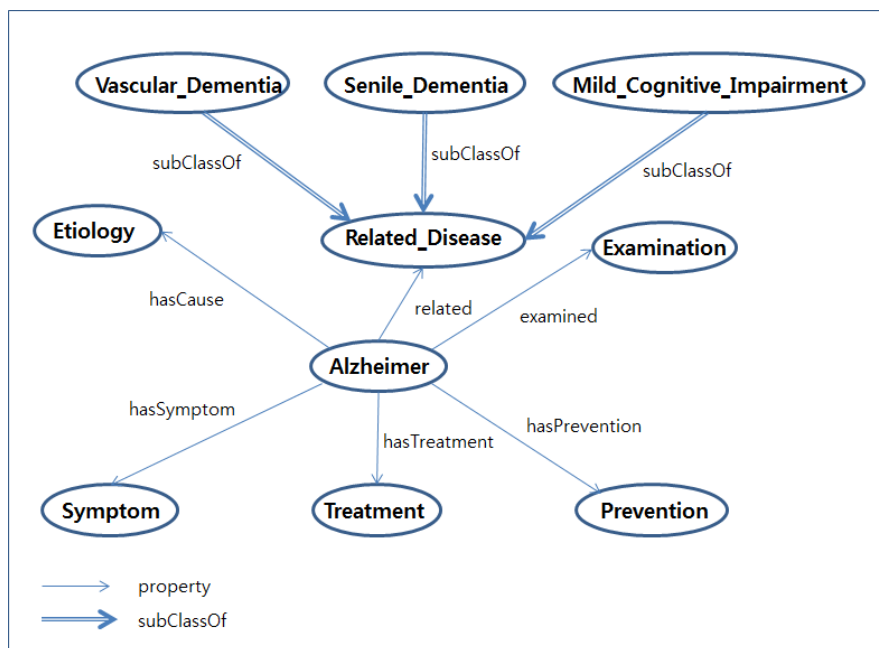 Vascular_Dementia
Senile_Dementia
Mild_Cognitive_Impairment
subClassOf
subClassOf
subClassOf
Etiology
Related_Disease
Examination
hasCause
related
examined
Alzheimer
hasSymptom
hasTreatment
hasPrevention
Symptom
Treatment
Prevention
property
subClassOf